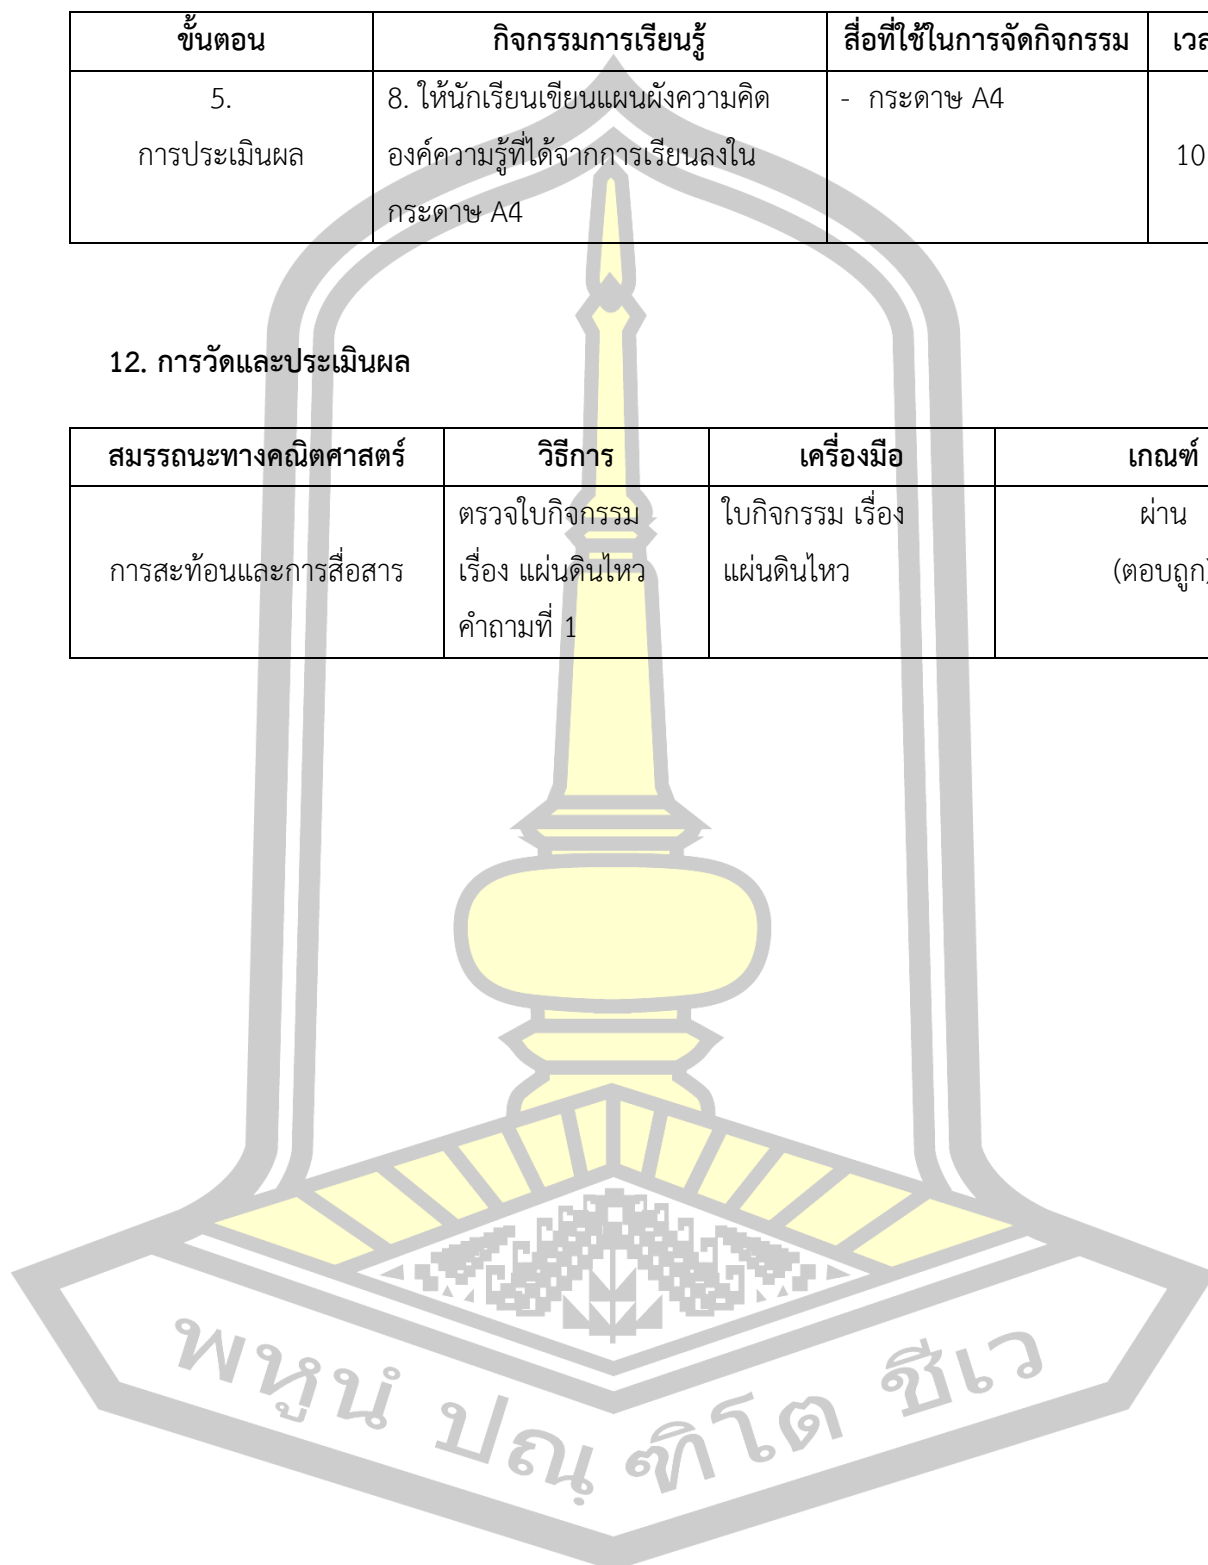 ขั้นตอน กิจกรรมการเรียนรู้ สื่อที่ใช้ในการจัดกิจกรรม
5. 8. ให้นักเรียนเขียนแผนผังความคิด - กระดาษ A4
การประเมินผล องค์ความรู้ที่ได้จากการเรียนลงใน 10
กระดาษ A4
12. การวัดและประเมินผล
สมรรถนะทางคณิตศาสตร์ วิธีการ เครื่องมือ เกณฑ์
ตรวจใบกิจกรรม ใบกิจกรรม เรื่อง ผ่าน
การสะท้อนและการสื่อสาร เรื่อง แผ่นดินไหว แผ่นดินไหว (ตอบถูก)
คำถามที่ 1
พหูนํ ปณฺ ฑิโต ชีเว